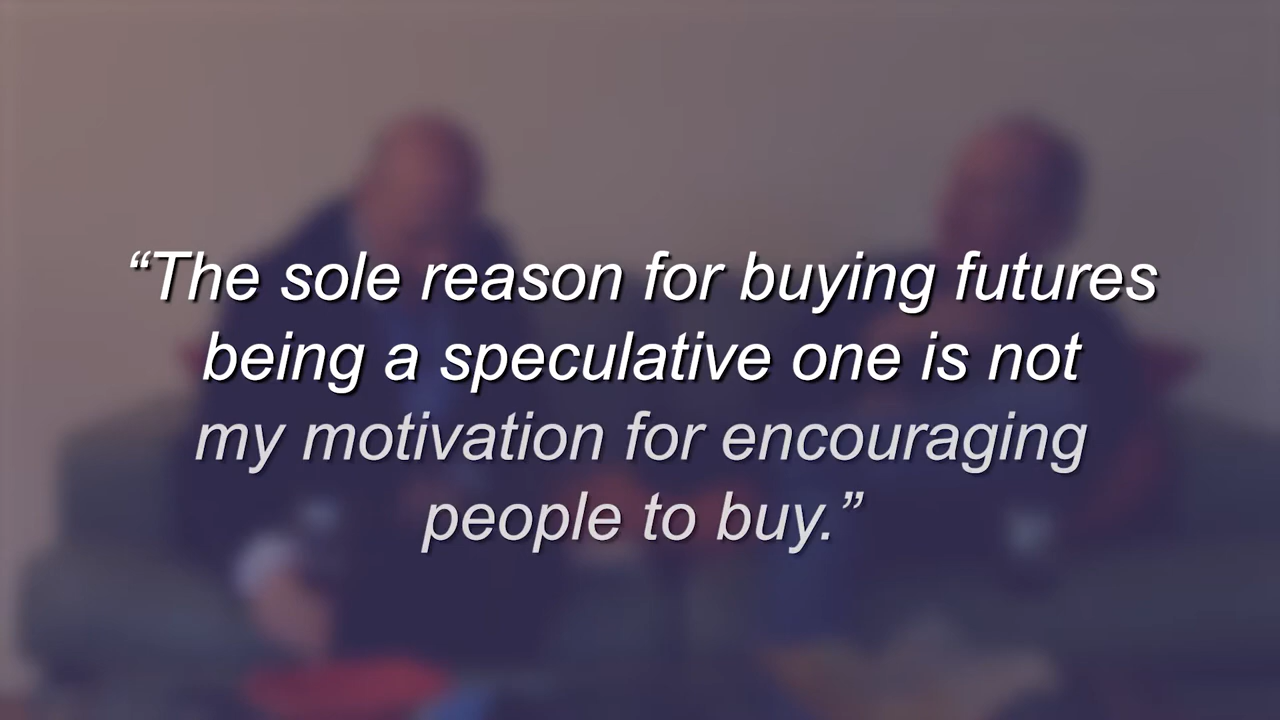 “The sole reason for buying futures
being a speculative one is not
my motivation for encouraging
people to buy.”